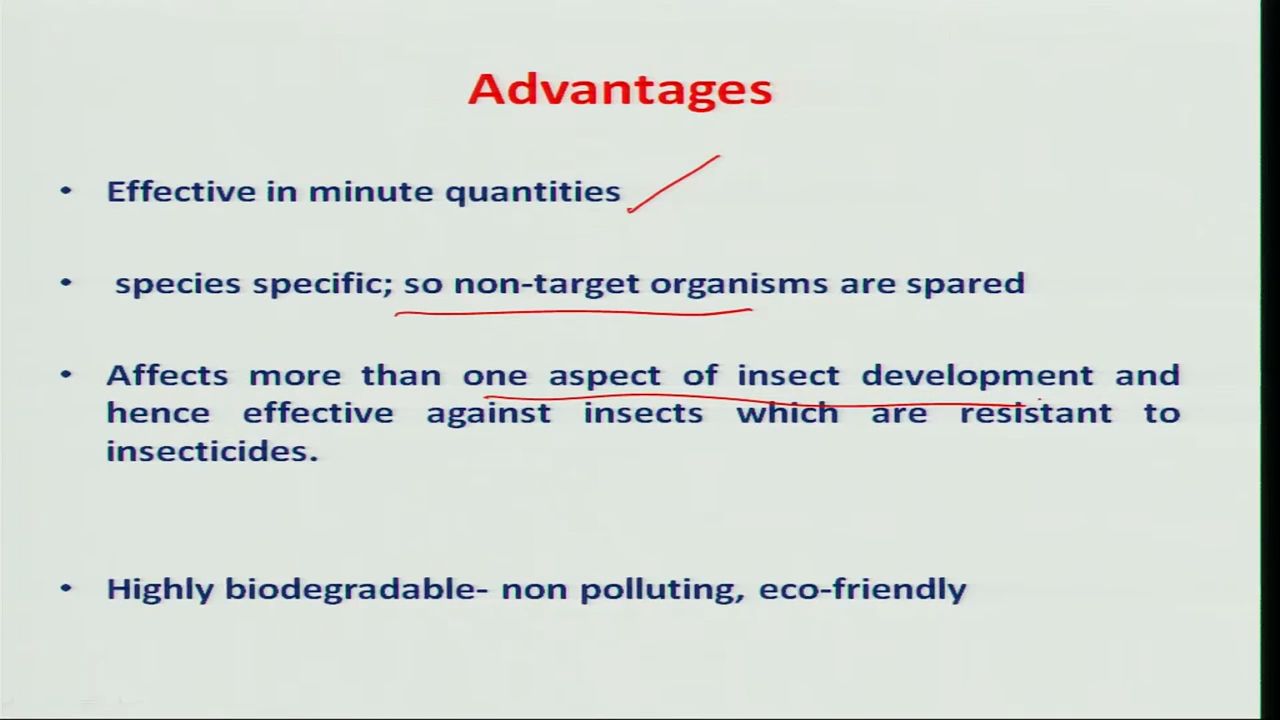 Advantages
• Effective in minute quantities
• species specific; so non-target organisms are spared
• Affects more than one aspect of insect development and
hence effective against insects which are resistant to
insecticides.
• Highly biodegradable- non polluting, eco-friendly